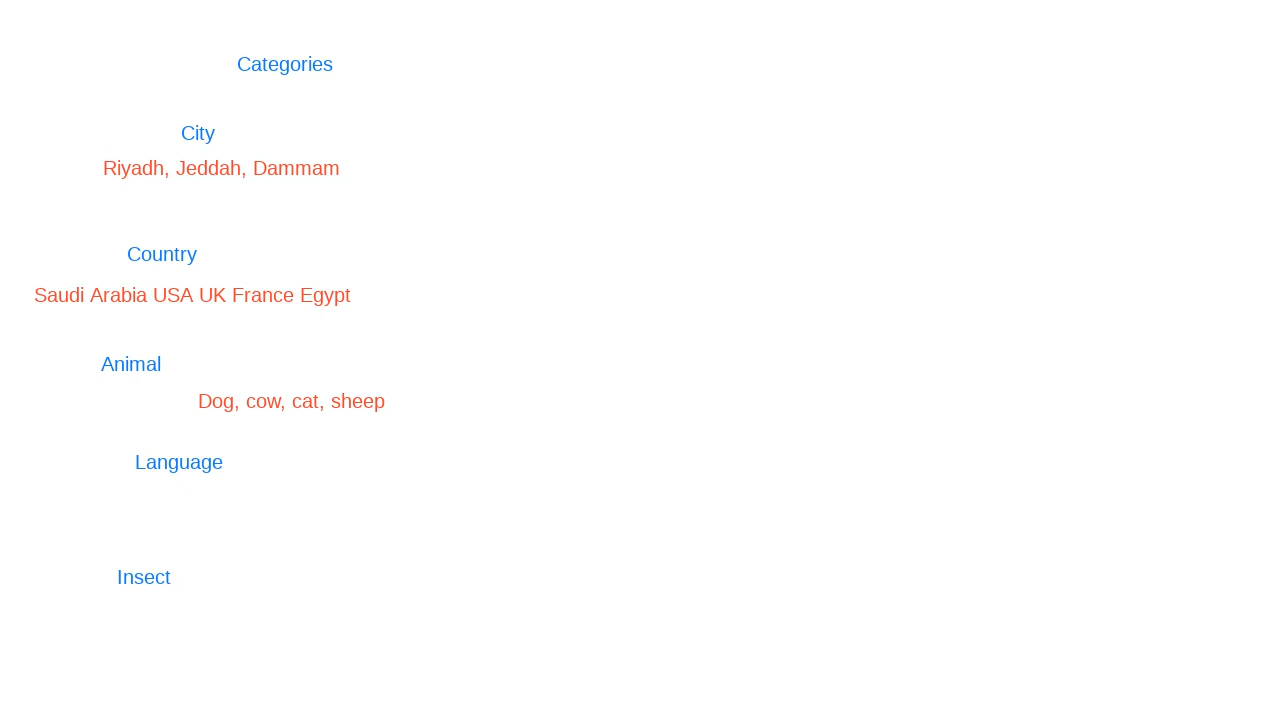 Categories
City
Riyadh, Jeddah, Dammam
Country
Saudi Arabia USA UK France Egypt
Animal
Dog, cow, cat, sheep
Language
Insect